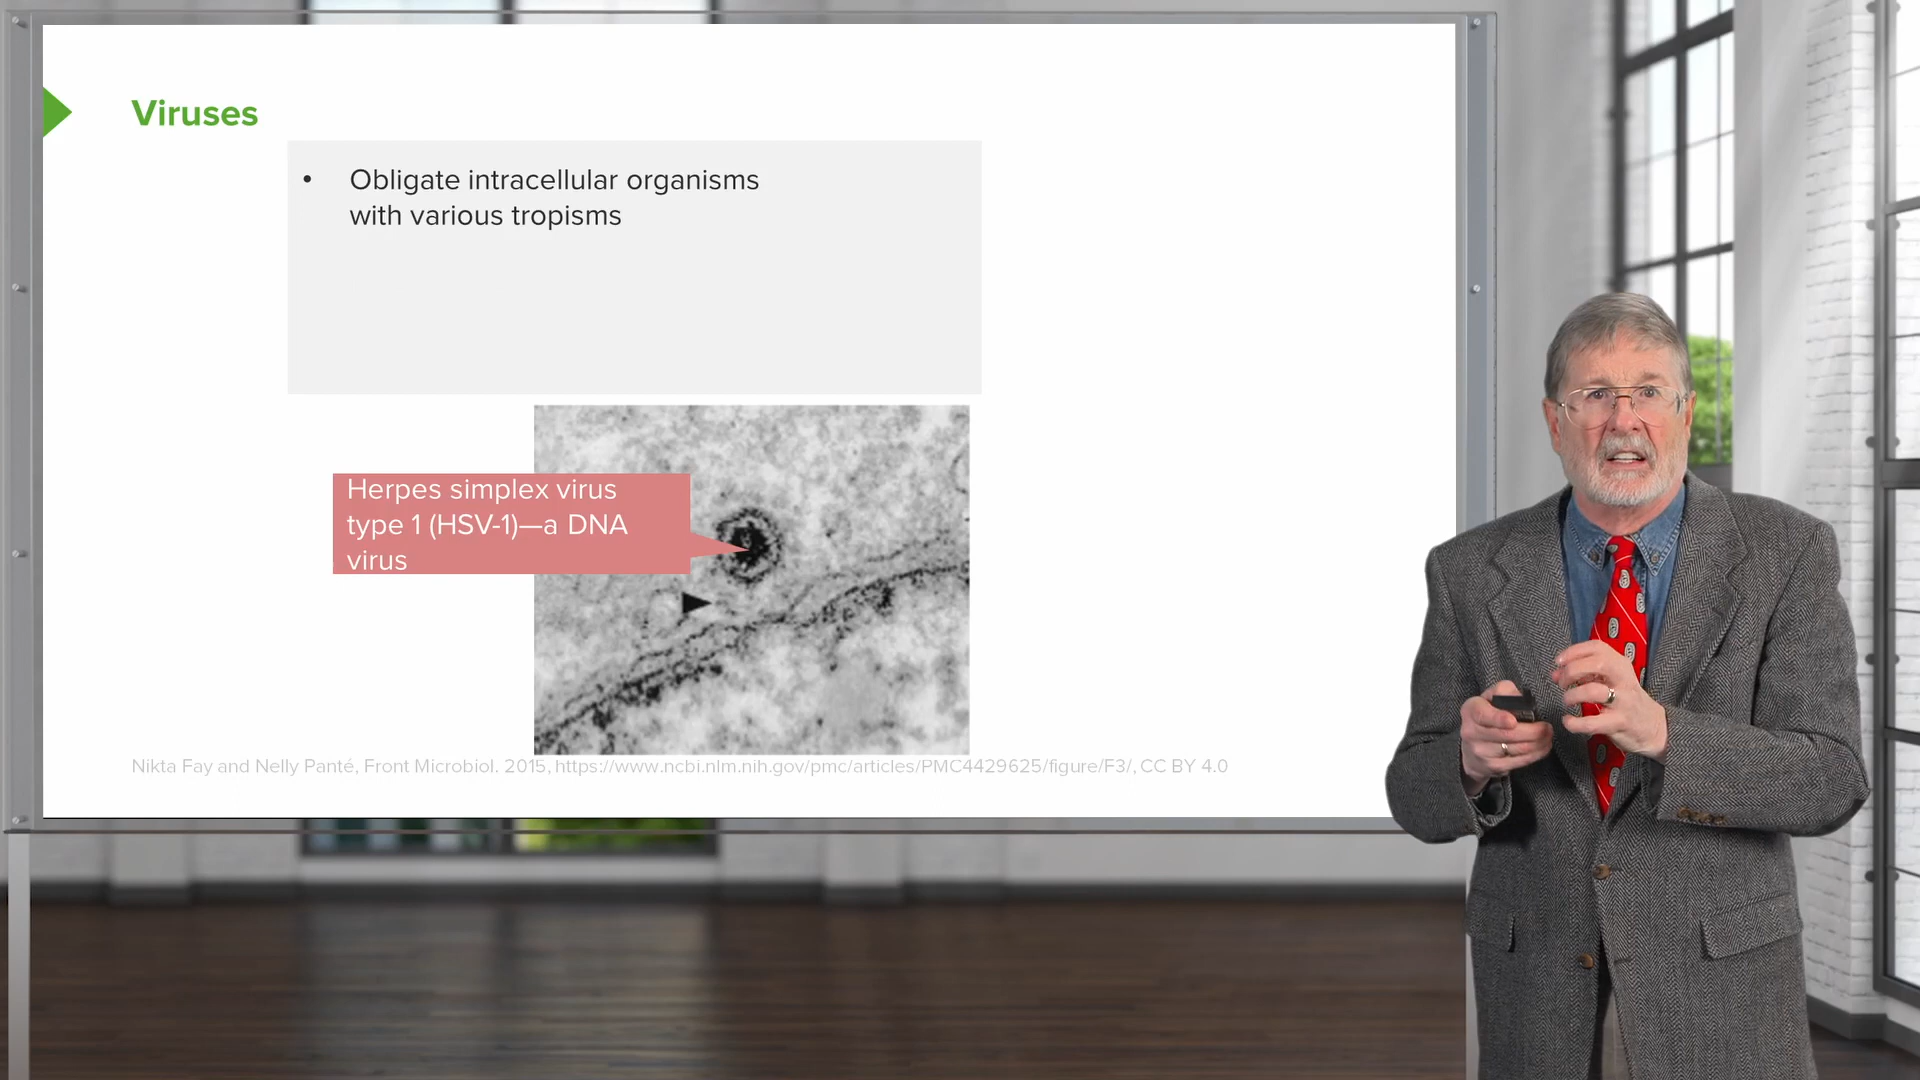 Viruses
• Obligate intracellular organisms
with various tropisms
Herpes simplex virus
type 1 (HSV-1)—a DNA
virus
Nikta Fay and Nelly Panté, Front Microbiol. 2015, https://www.ncbi.nlm.nih.gov/pmc/articles/PMC4429625/figure/F3/, CC BY 4.0